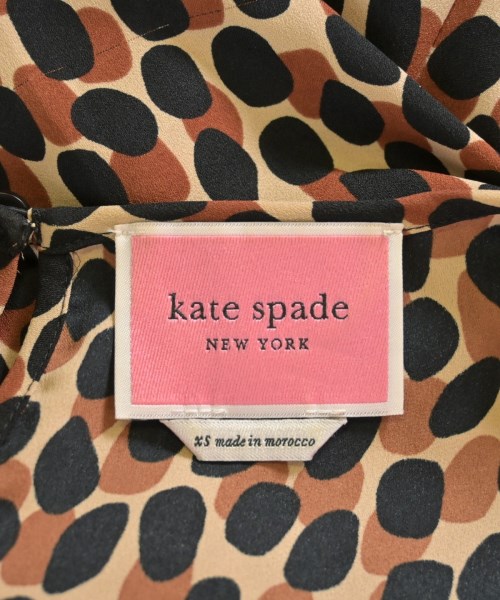 kate spade
NEW YORK
XS made in morocco